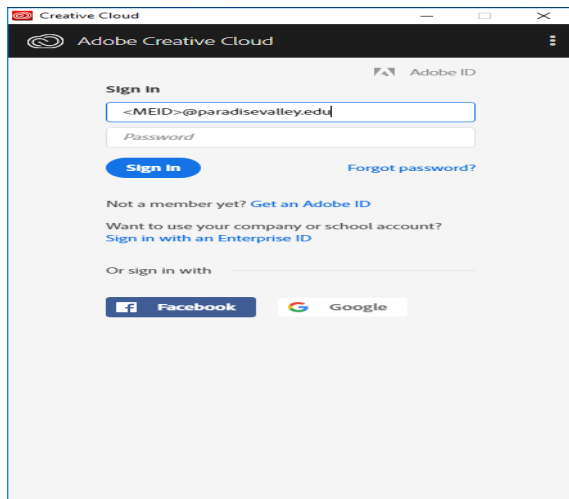 Creative Cloud
Adobe Creative Cloud
Adobe ID
Sign In
<MEID>@paradisevalley.edu
Password
Sign In
Forgot password?
Not a member yet? Get an Adobe ID
Want to use your company or school account?
Sign in with an Enterprise ID
Or sign in with
Facebook
Google